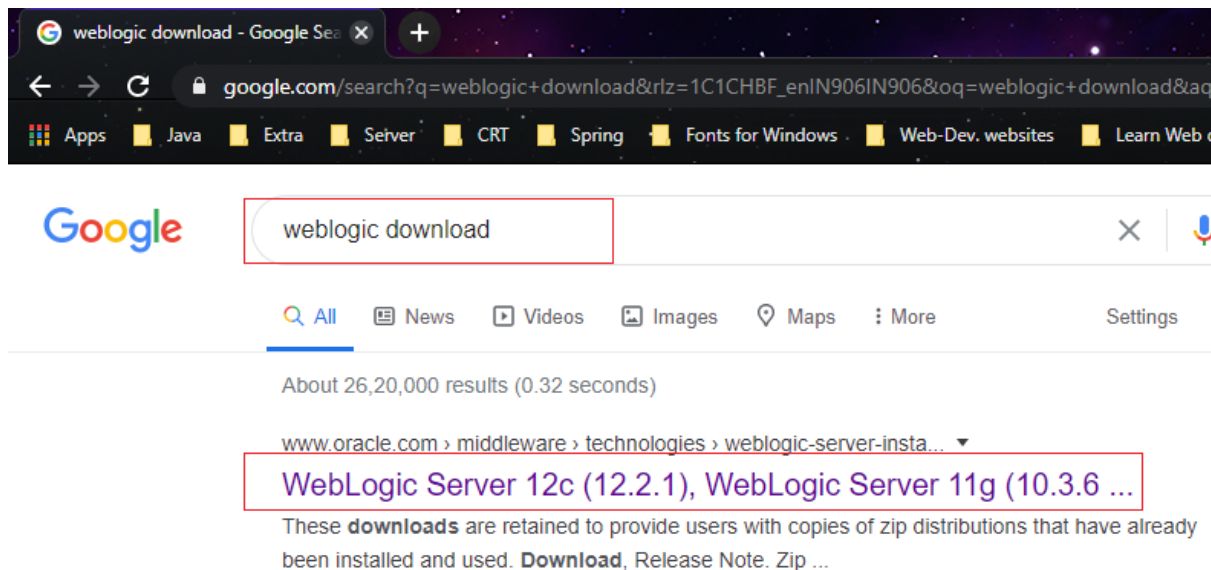 weblogic download - Google Sea
google.com/search?q=weblogic+download&rlz=1C1CHBF_enIN906IN906&oq=weblogic+download&aq
Apps Java Extra Server CRT Spring Fonts for Windows Web-Dev. websites Learn Web
Google weblogic download
All News Videos Images Maps More Settings
About 26,20,000 results (0.32 seconds)
www.oracle.com › middleware › technologies › weblogic-server-insta...
WebLogic Server 12c (12.2.1), WebLogic Server 11g (10.3.6 ...
These downloads are retained to provide users with copies of zip distributions that have already
been installed and used. Download, Release Note. Zip ...